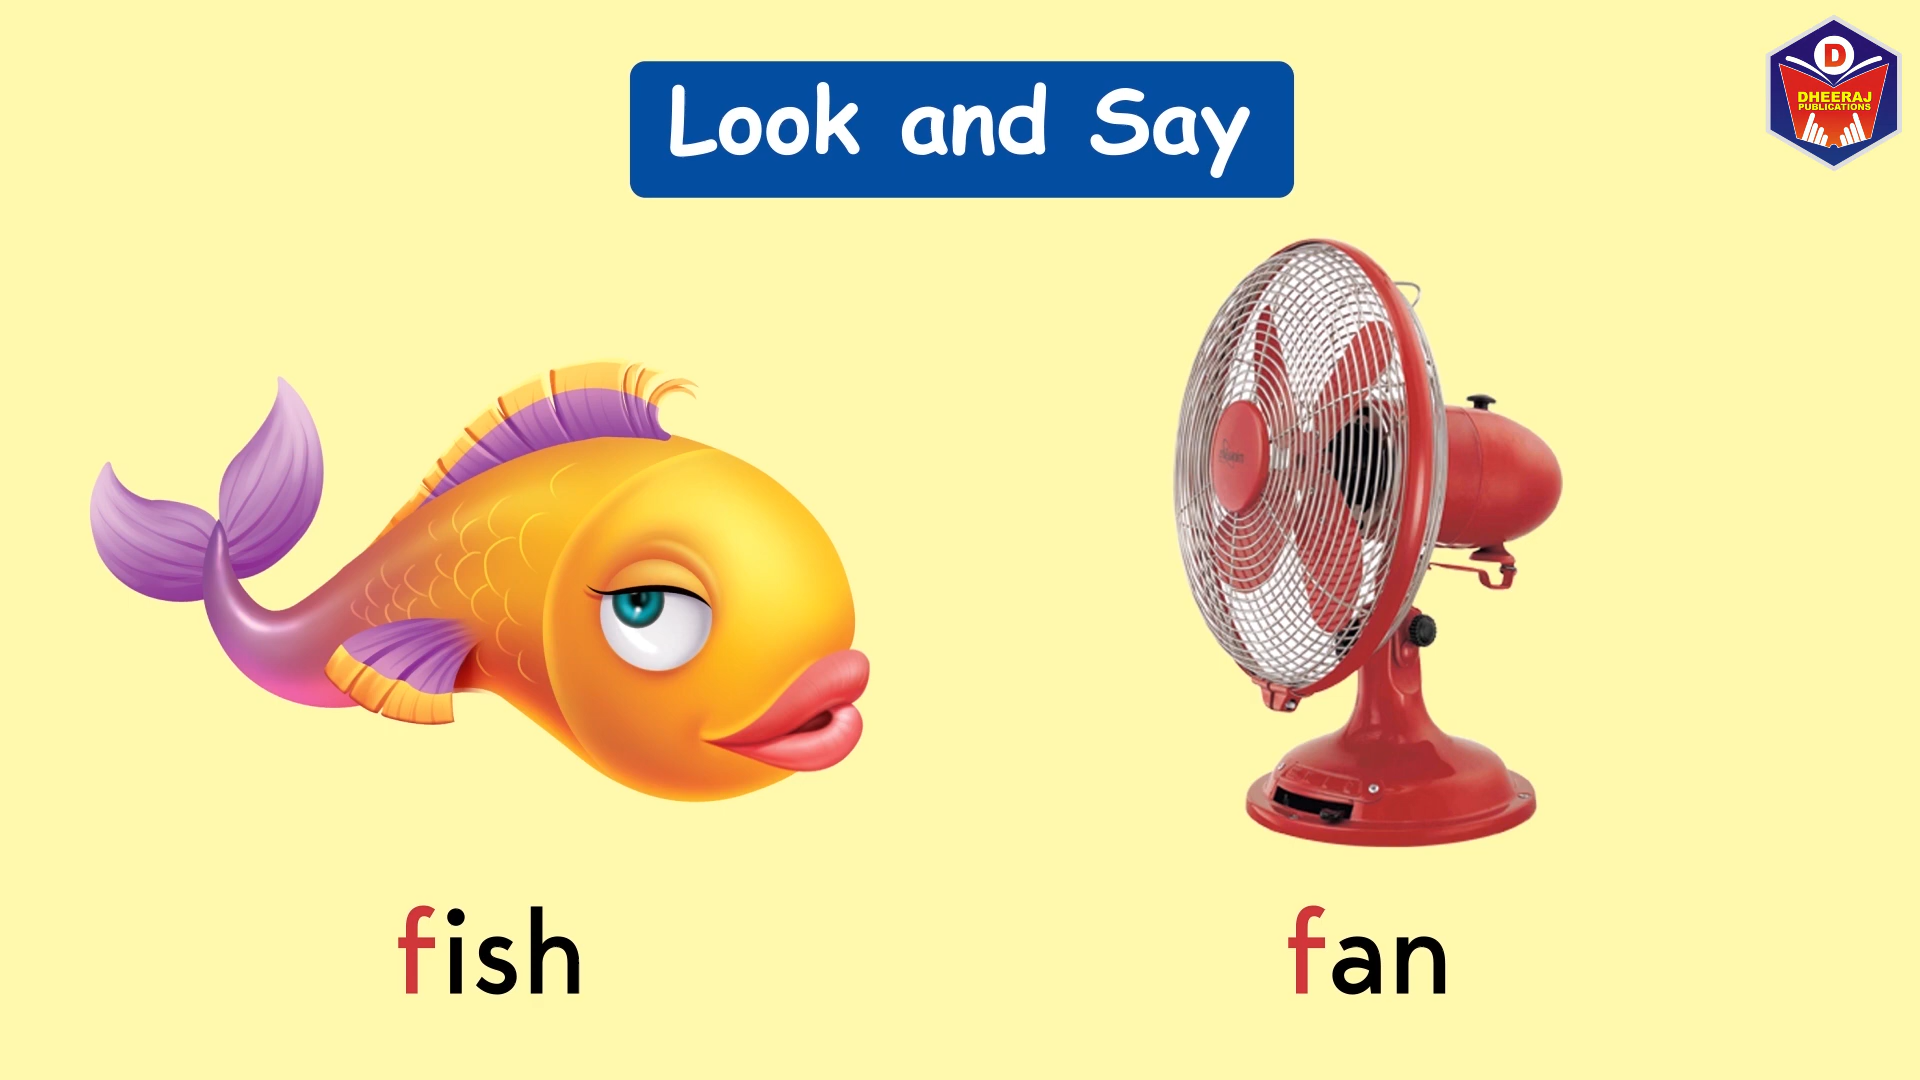 Look and Say
D
DHEERAJ
PUBLICATIONS
fish
fan